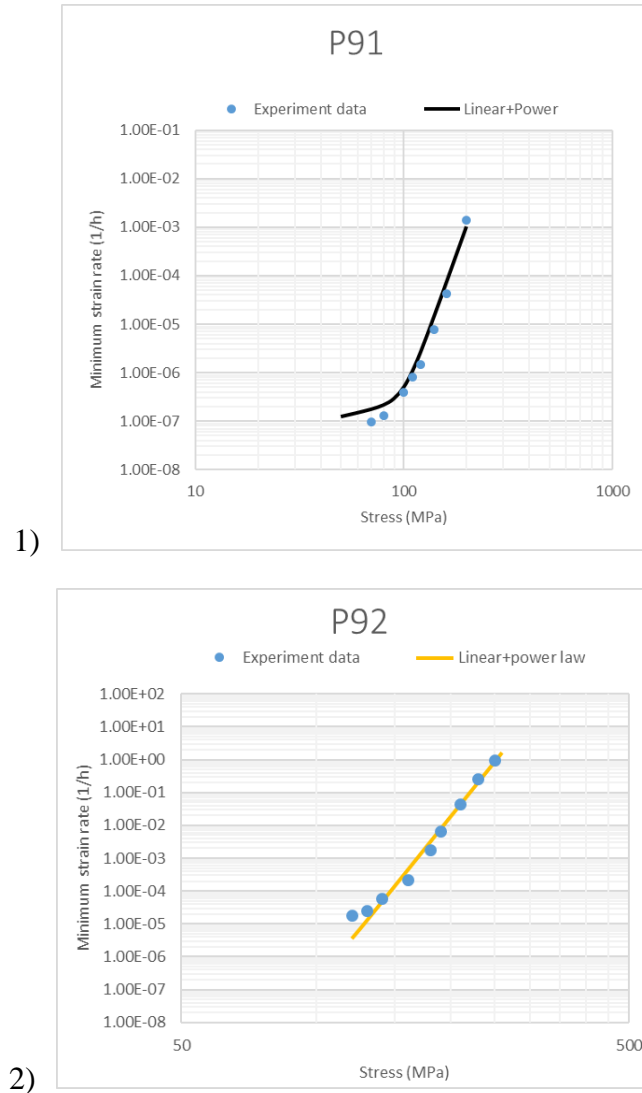 P91
Experiment data Linear+Power
1.00E-01
1.00E-02
1.00E-03
1.00E-04
1.00E-05
1.00E-06
1.00E-07
1.00E-08
Minimum strain rate (1/h)
10 100 1000
Stress (MPa)
1)
P92
Experiment data Linear+power law
1.00E+02
1.00E+01
1.00E+00
1.00E-01
1.00E-02
1.00E-03
1.00E-04
1.00E-05
1.00E-06
1.00E-07
1.00E-08
Minimum strain rate (1/h)
50 500
Stress (MPa)
2)